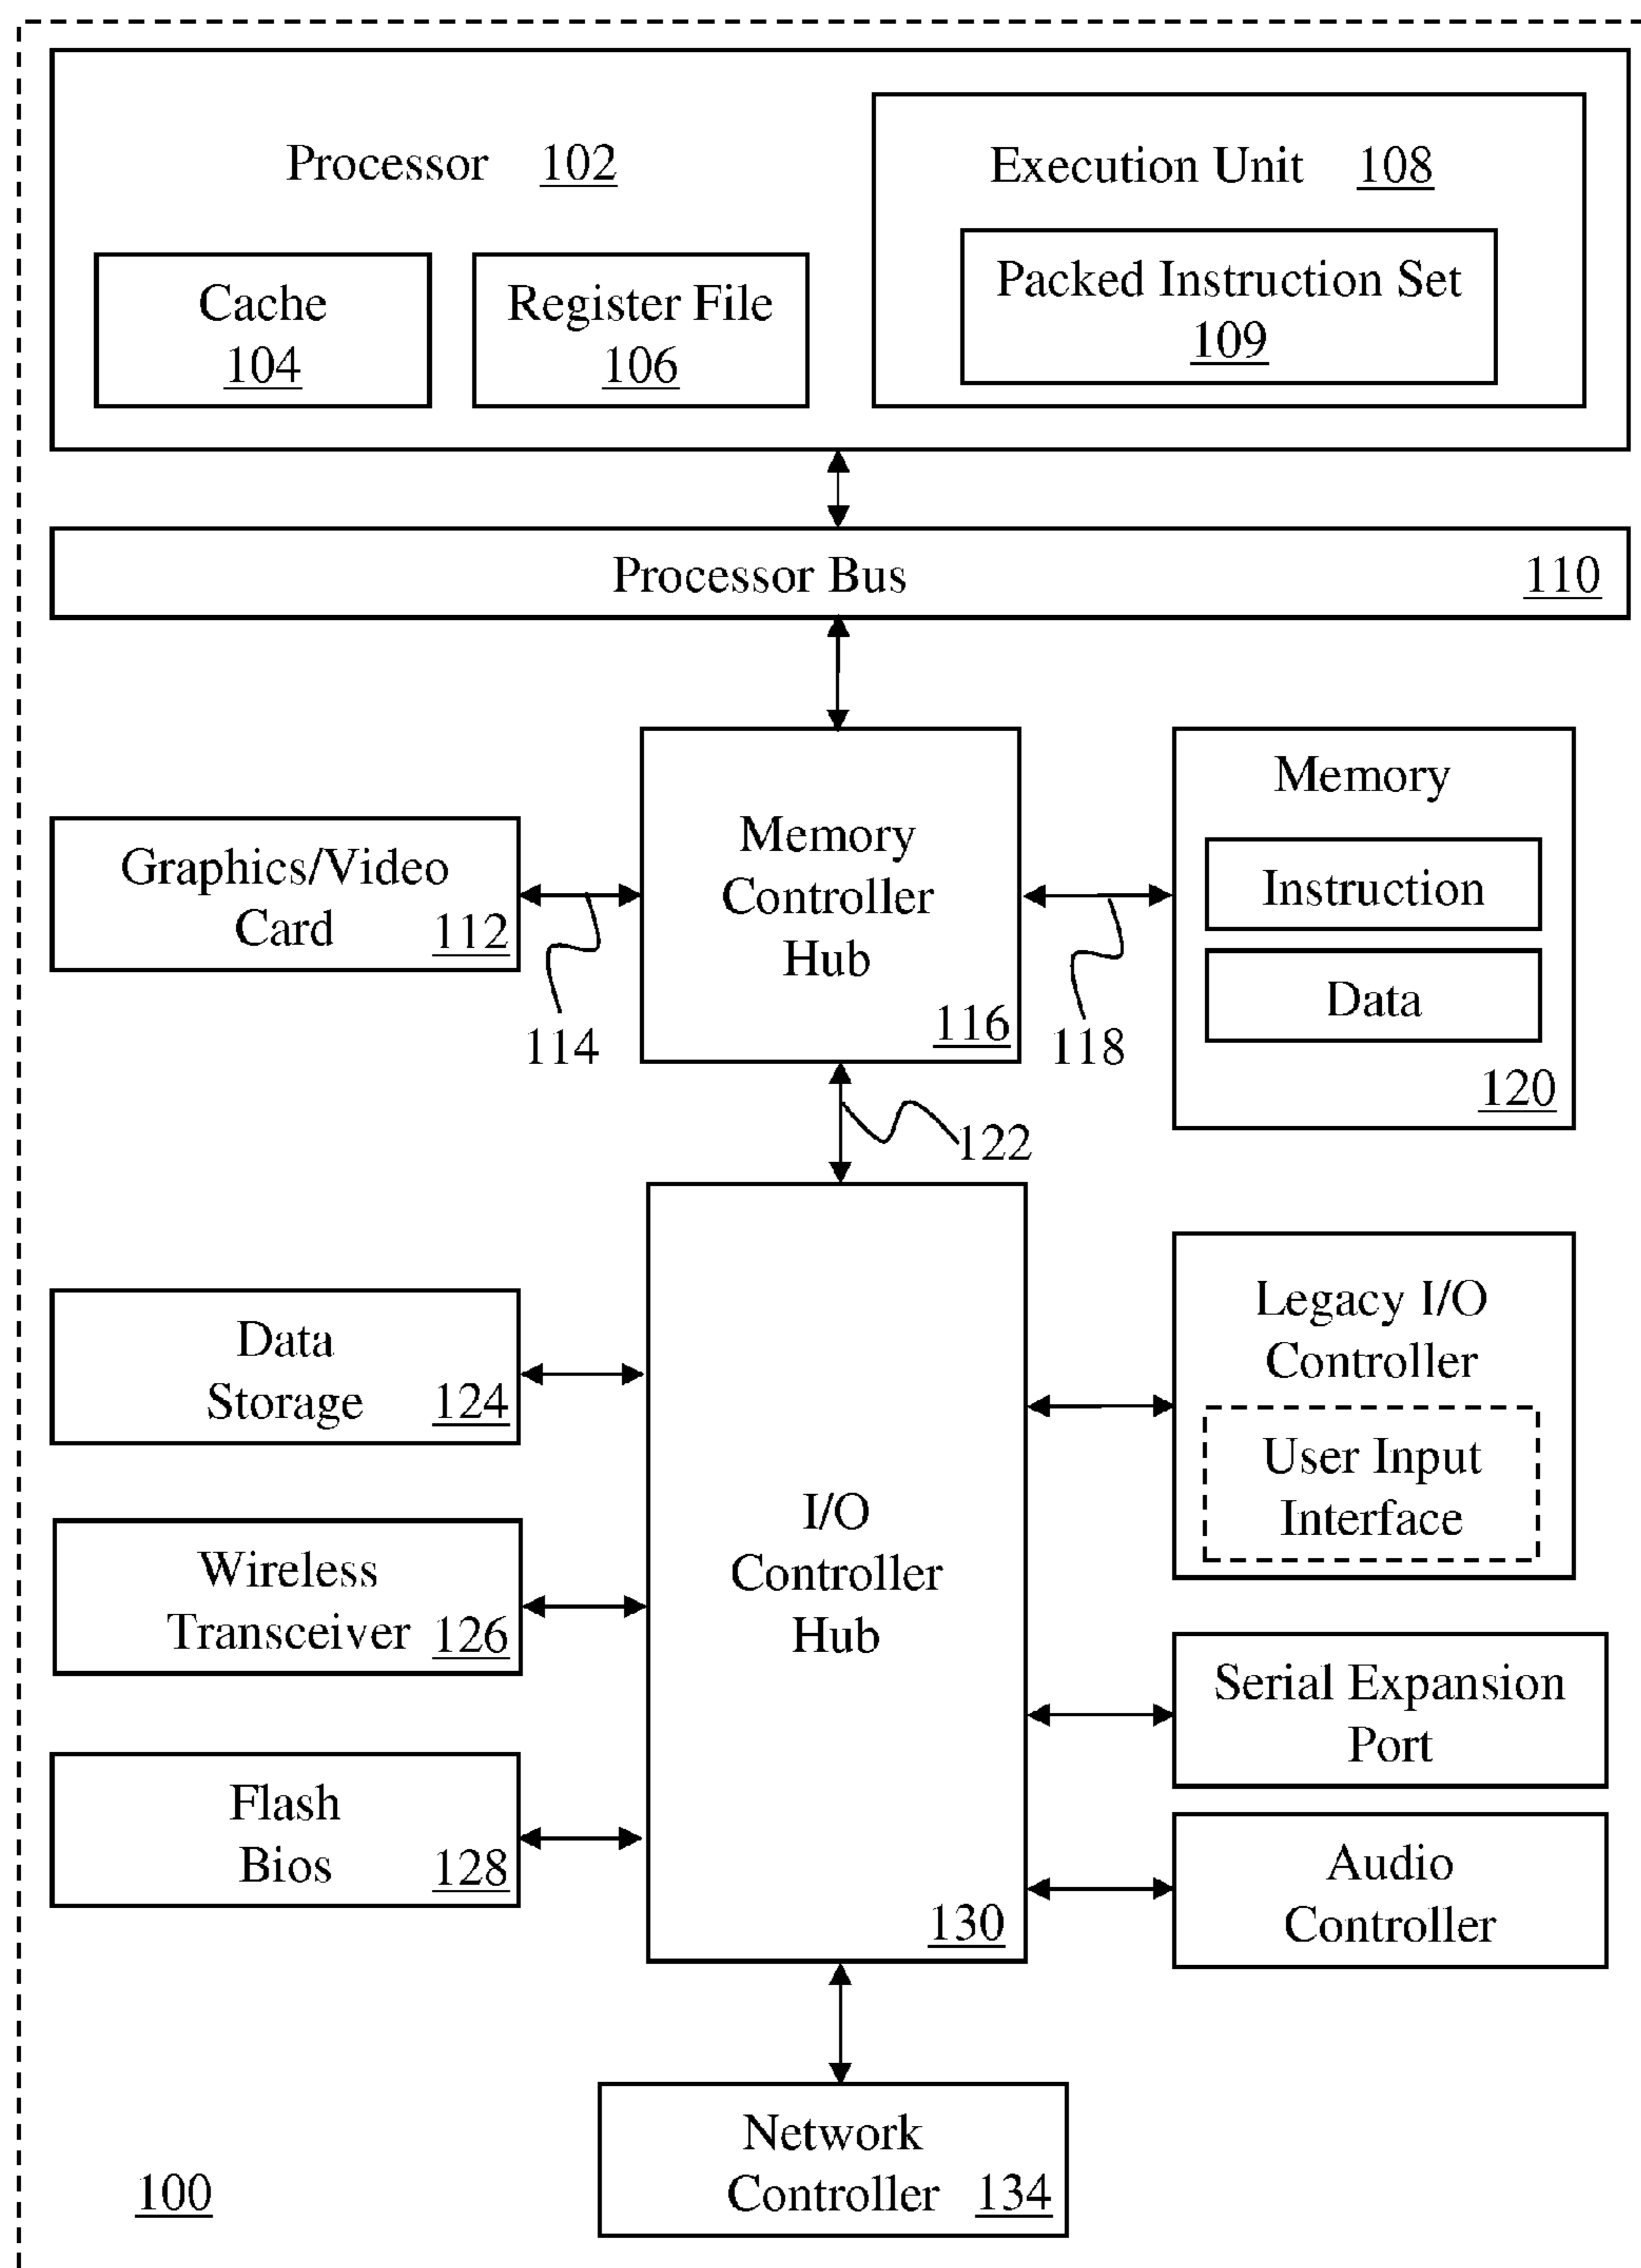 Processor 102
Execution Unit 108
Packed Instruction Set
109
Cache
104
Register File
106
Processor Bus 110
Graphics/Video
Card 112
114
Memory
Controller
Hub
116
118
Memory
Instruction
Data
120
122
Data
Storage 124
Wireless
Transceiver 126
Flash
Bios 128
I/O
Controller
Hub
130
Legacy I/O
Controller
User Input
Interface
Serial Expansion
Port
Audio
Controller
Network
Controller 134
100